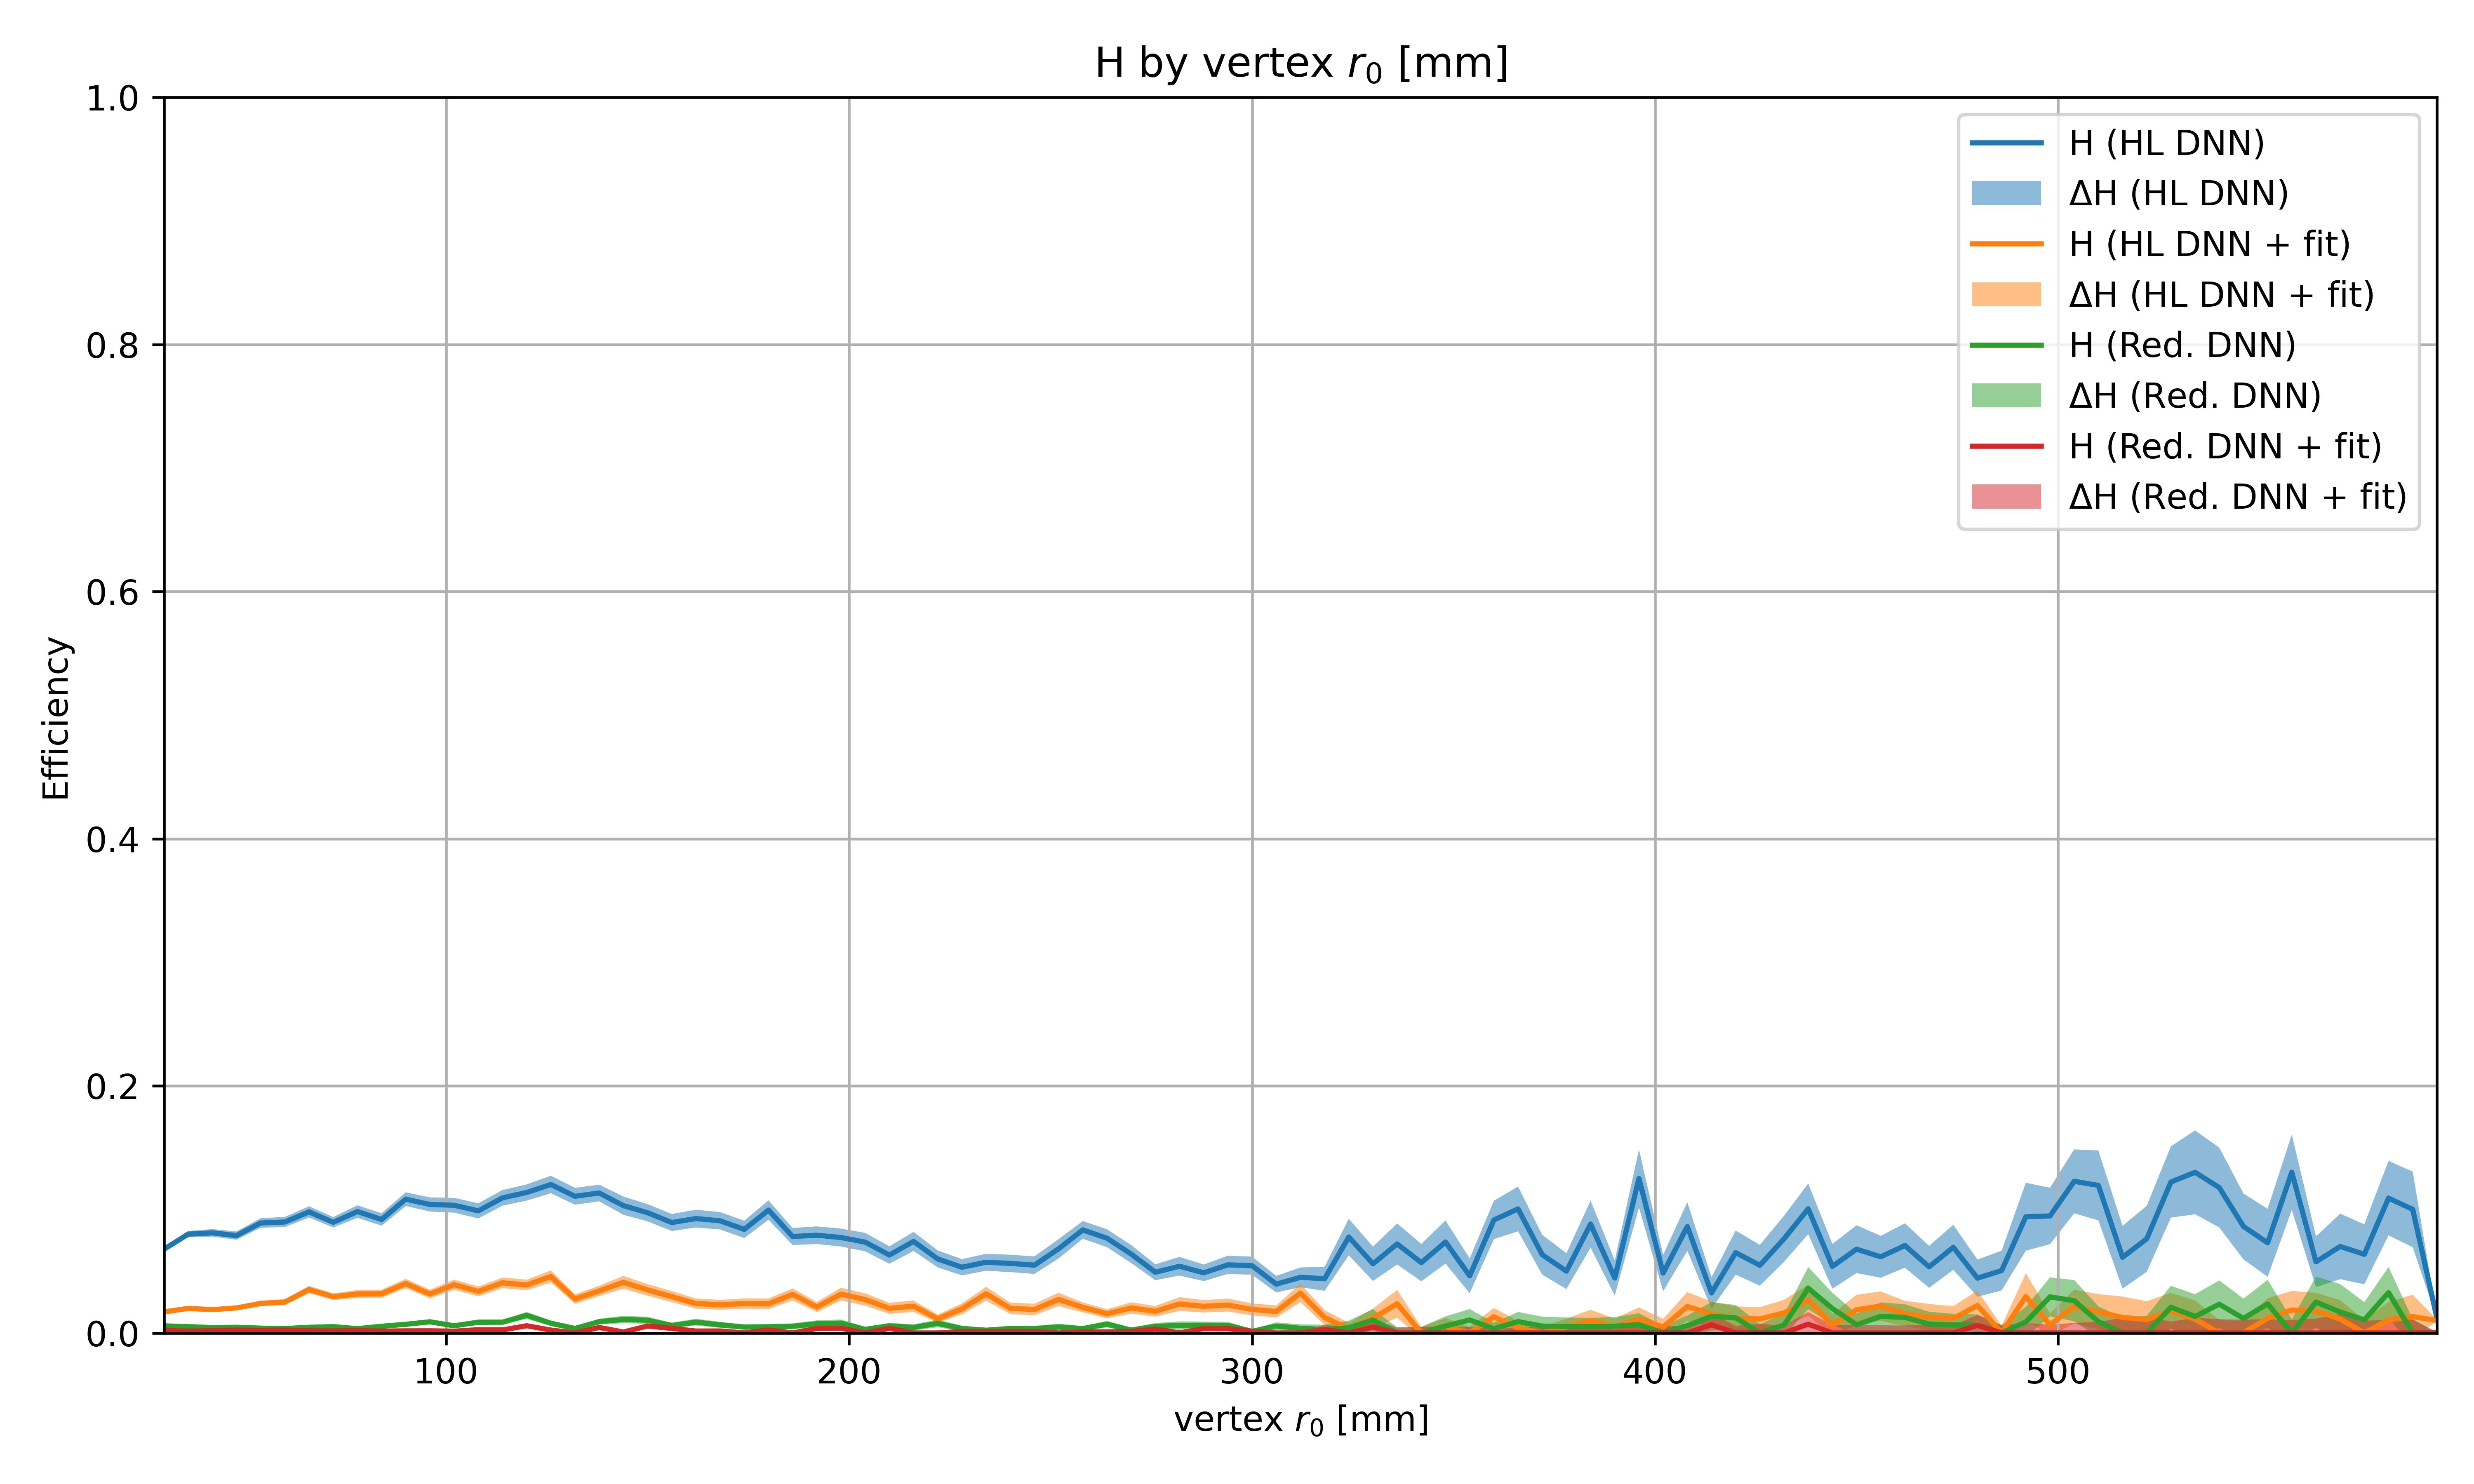 H by vertex r₀ [mm]
1.0
0.8
0.6
0.4
0.2
0.0
Efficiency
H (HL DNN)
ΔH (HL DNN)
H (HL DNN + fit)
ΔH (HL DNN + fit)
H (Red. DNN)
ΔH (Red. DNN)
H (Red. DNN + fit)
ΔH (Red. DNN + fit)
100 200 300 400 500
vertex r₀ [mm]